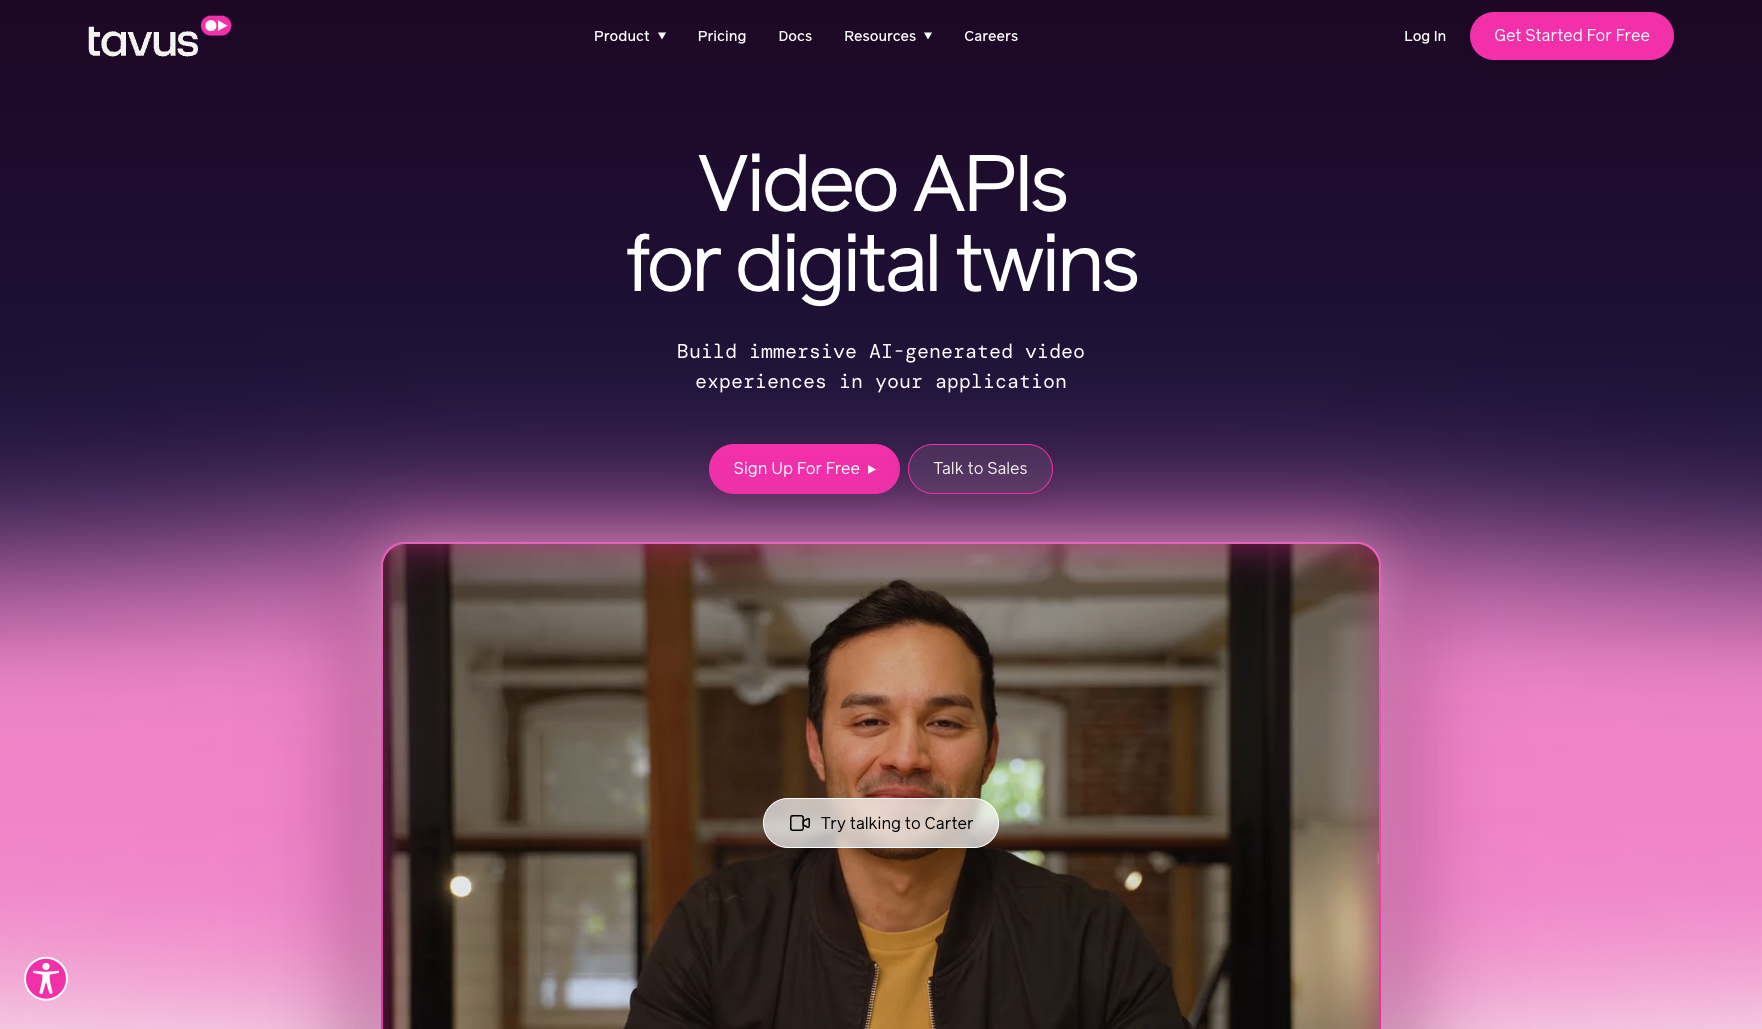 tavus
Product ▼ Pricing Docs Resources ▼ Careers
Log In
Get Started For Free
Video APIs
for digital twins
Build immersive AI-generated video
experiences in your application
Sign Up For Free ▶
Talk to Sales
Try talking to Carter